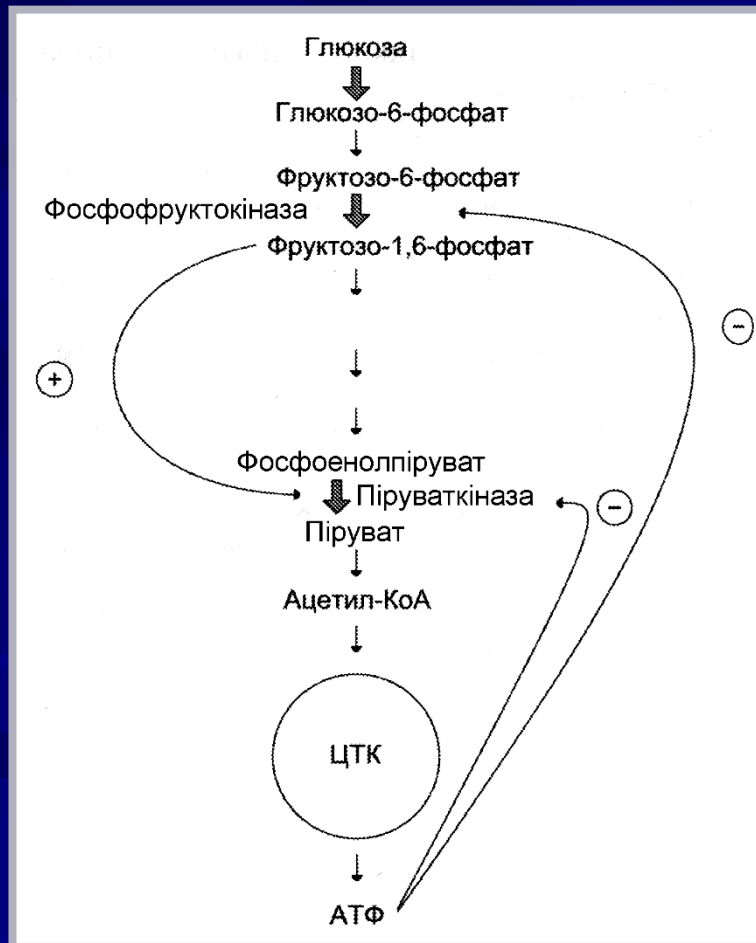 Глюкоза
Глюкозо-6-фосфат
Фруктозо-6-фосфат
Фосфофруктокіназа
Фруктозо-1,6-фосфат
−
+
Фосфоенолпіруват
Піруваткіназа
−
Піруват
Ацетил-КоА
ЦТК
АТФ